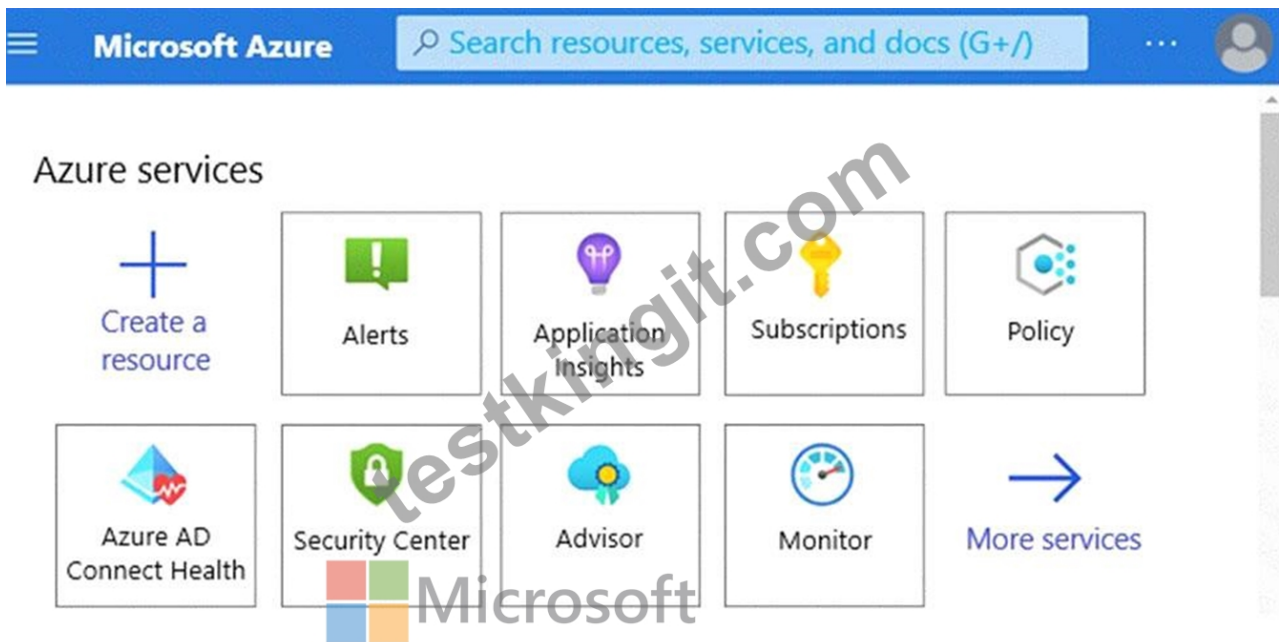 Microsoft Azure
Search resources, services, and docs (G+/)
...
Azure services
Create a
resource
Alerts
Application
Insights
Subscriptions
Policy
Azure AD
Connect Health
Security Center
Advisor
Monitor
More services
testkingit.com
Microsoft